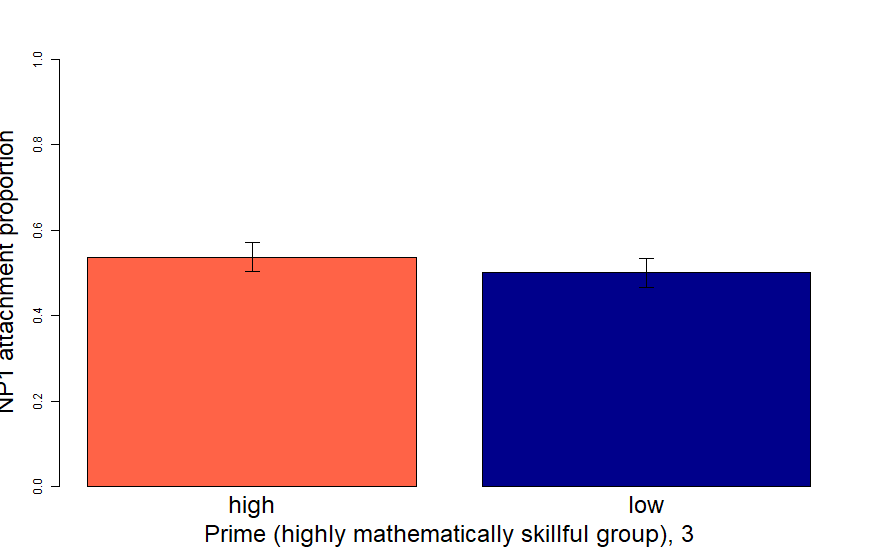 NP1 attachment proportion
1.0
0.8
0.6
0.4
0.2
0.0
high low
Prime (highly mathematically skillful group), 3